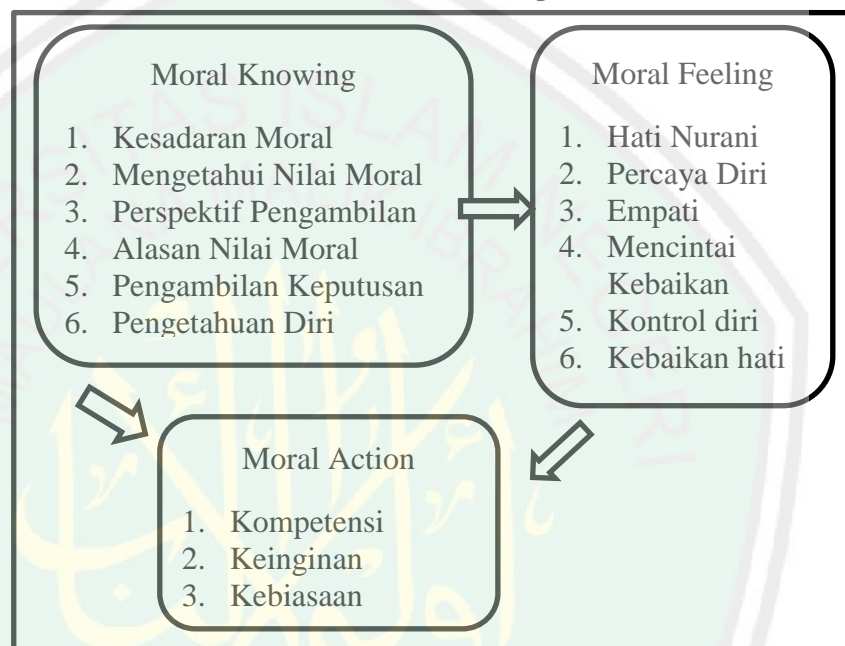 Moral Knowing
1. Kesadaran Moral
2. Mengetahui Nilai Moral
3. Perspektif Pengambilan
4. Alasan Nilai Moral
5. Pengambilan Keputusan
6. Pengetahuan Diri
Moral Feeling
1. Hati Nurani
2. Percaya Diri
3. Empati
4. Mencintai
Kebaikan
5. Kontrol diri
6. Kebaikan hati
Moral Action
1. Kompetensi
2. Keinginan
3. Kebiasaan